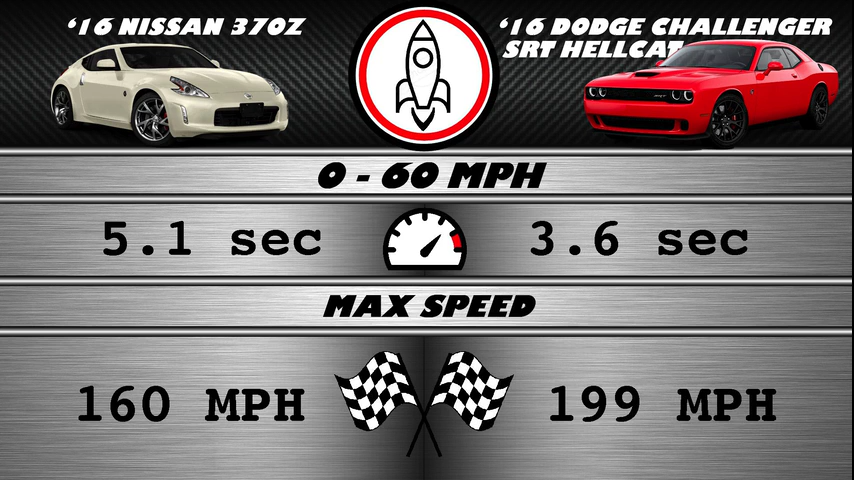 ‘16 NISSAN 370Z
‘16 DODGE CHALLENGER
SRT HELLCAT
0 - 60 MPH
5.1 sec
3.6 sec
MAX SPEED
160 MPH
199 MPH